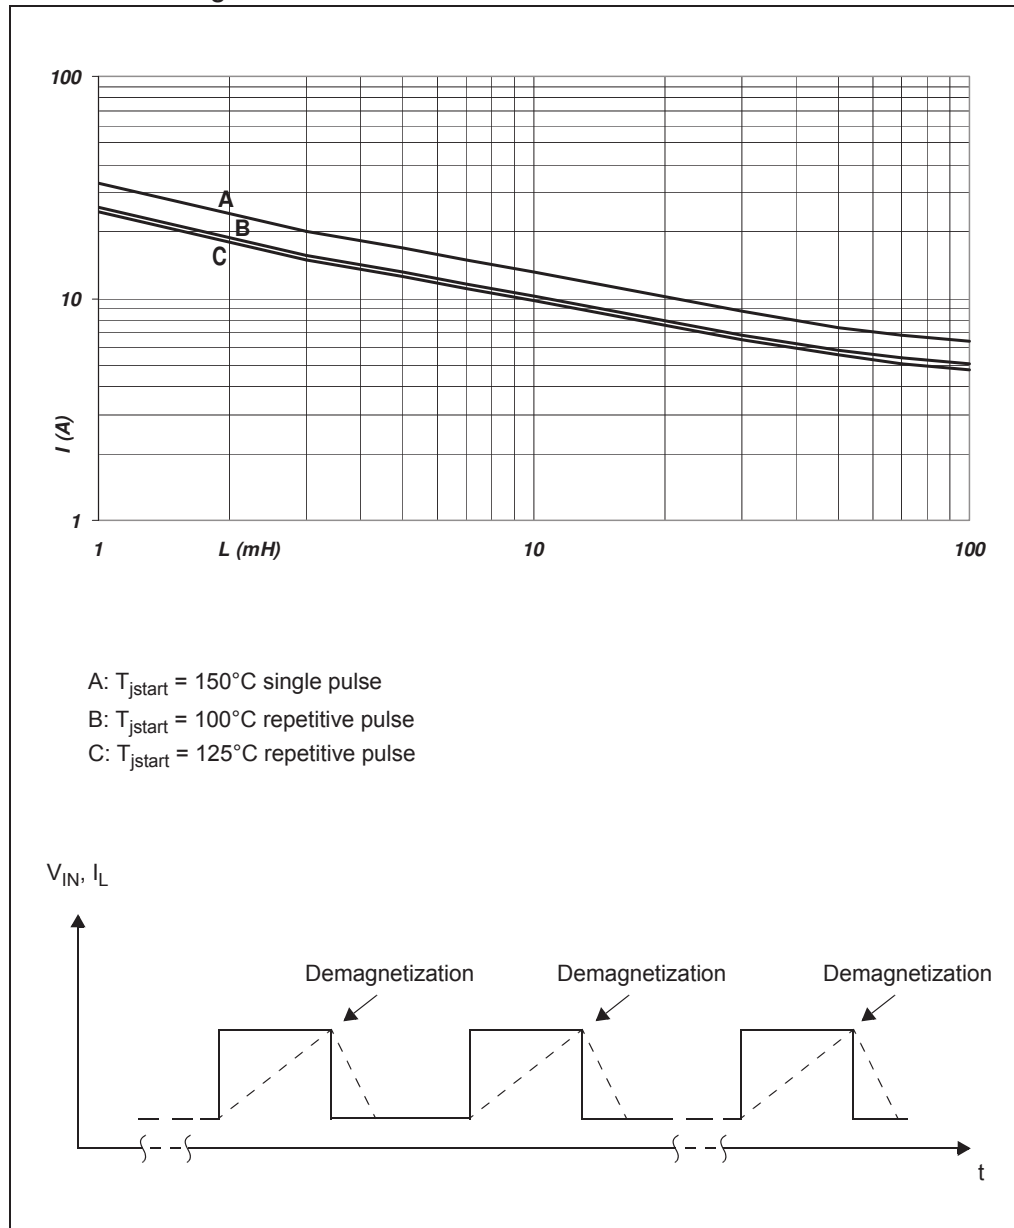 100
A
B
C
10
I (A)
1
1 L (mH) 10 100
A: Tjstart = 150°C single pulse
B: Tjstart = 100°C repetitive pulse
C: Tjstart = 125°C repetitive pulse
VIN, IL
Demagnetization Demagnetization Demagnetization
t